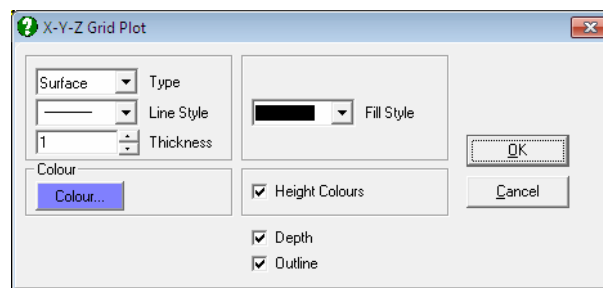 X-Y-Z Grid Plot
Surface Type
Line Style
1 Thickness
Fill Style
Colour
Colour...
Height Colours
Depth
Outline
OK
Cancel